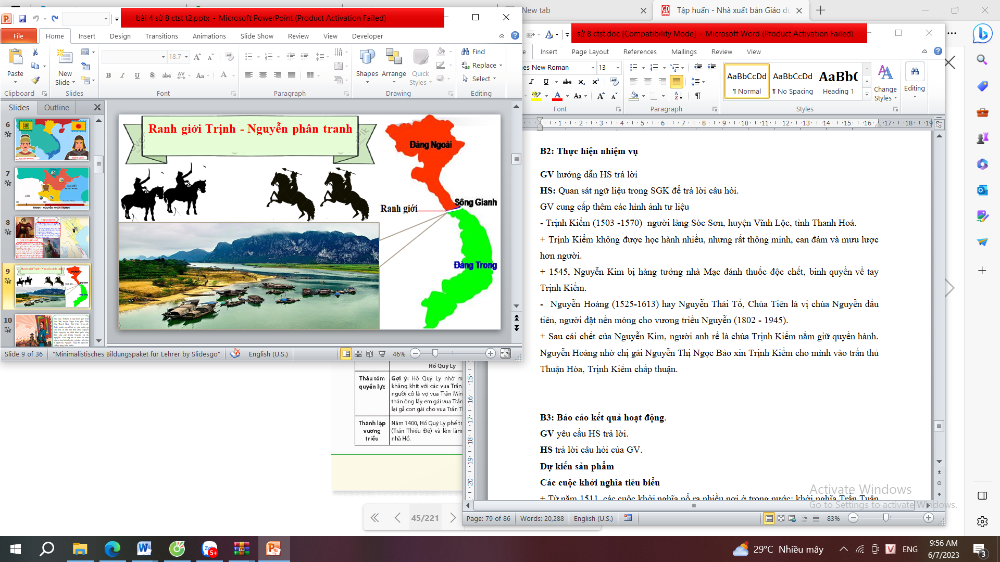 New tab
Tập huấn - Nhà xuất bản Giáo dụ
bài 4 sử 8 ctst t2.pptx - Microsoft PowerPoint (Product Activation Failed)
File Home Insert Design Transitions Animations Slide Show Review View Developer
Paste
New Slide
18.7
Shapes Arrange Quick Styles
Find
Replace
Select
Clipboard Slides Font Paragraph Drawing Editing
Slides Outline
6
7
8
9
10
TRỊNH - NGUYỄN PHÂN TRANH
Ranh giới Trịnh - Nguyễn phân tranh
Đàng Ngoài
Sông Gianh
Ranh giới
Đàng Trong
Slide 9 of 36 "Minimalistisches Bildungspaket für Lehrer by Slidesgo" English (U.S.) 46%
sử 8 ctst.doc [Compatibility Mode] - Microsoft Word (Product Activation Failed)
Insert Page Layout References Mailings Review View
es New Roman 13
AaBbCcDd AaBbCcDd AaBbC
¶ Normal ¶ No Spacing Heading 1
Change Styles
Editing
Font Paragraph Styles
B2: Thực hiện nhiệm vụ
GV hướng dẫn HS trả lời
HS: Quan sát ngữ liệu trong SGK để trả lời câu hỏi.
GV cung cấp thêm các hình ảnh tư liệu
- Trịnh Kiểm (1503 -1570) người làng Sóc Sơn, huyện Vĩnh Lộc, tỉnh Thanh Hoá.
+ Trịnh Kiểm không được học hành nhiều, nhưng rất thông minh, can đảm và mưu lược
hơn người.
+ 1545, Nguyễn Kim bị hàng tướng nhà Mạc đánh thuốc độc chết, binh quyền về tay
Trịnh Kiểm.
- Nguyễn Hoàng (1525-1613) hay Nguyễn Thái Tổ, Chúa Tiên là vị chúa Nguyễn đầu
tiên, người đặt nền móng cho vương triều Nguyễn (1802 - 1945).
+ Sau cái chết của Nguyễn Kim, người anh rể là chúa Trịnh Kiểm nắm giữ quyền hành.
Nguyễn Hoàng nhờ chị gái Nguyễn Thị Ngọc Bảo xin Trịnh Kiểm cho mình vào trấn thủ
Thuận Hóa, Trịnh Kiểm chấp thuận.
B3: Báo cáo kết quả hoạt động.
GV yêu cầu HS trả lời.
HS trả lời câu hỏi của GV.
Dự kiến sản phẩm
Các cuộc khởi nghĩa tiêu biểu
+ Từ năm 1511, các cuộc khởi nghĩa nổ ra nhiều nơi ở trong nước: khởi nghĩa Trần Tuân
Page: 79 of 86 Words: 20,288 English (U.S.) 83%
Hồ Quý Ly
Thâu tóm quyền lực
Gợi ý: Hồ Quý Ly nhờ m
khăng khít với các vua Trần
người cô là vợ vua Trần Min
thân ông lấy em gái vua Trần
lại gả con gái cho vua Trần T
Thành lập vương triều
Năm 1400, Hồ Quý Ly phế tr
(Trần Thiếu Đế) và lên làm
nhà Hồ.
45/221
Activate Windows
Go to Settings to activate Windows.
29°C Nhiều mây
ENG
9:56 AM
6/7/2023
3